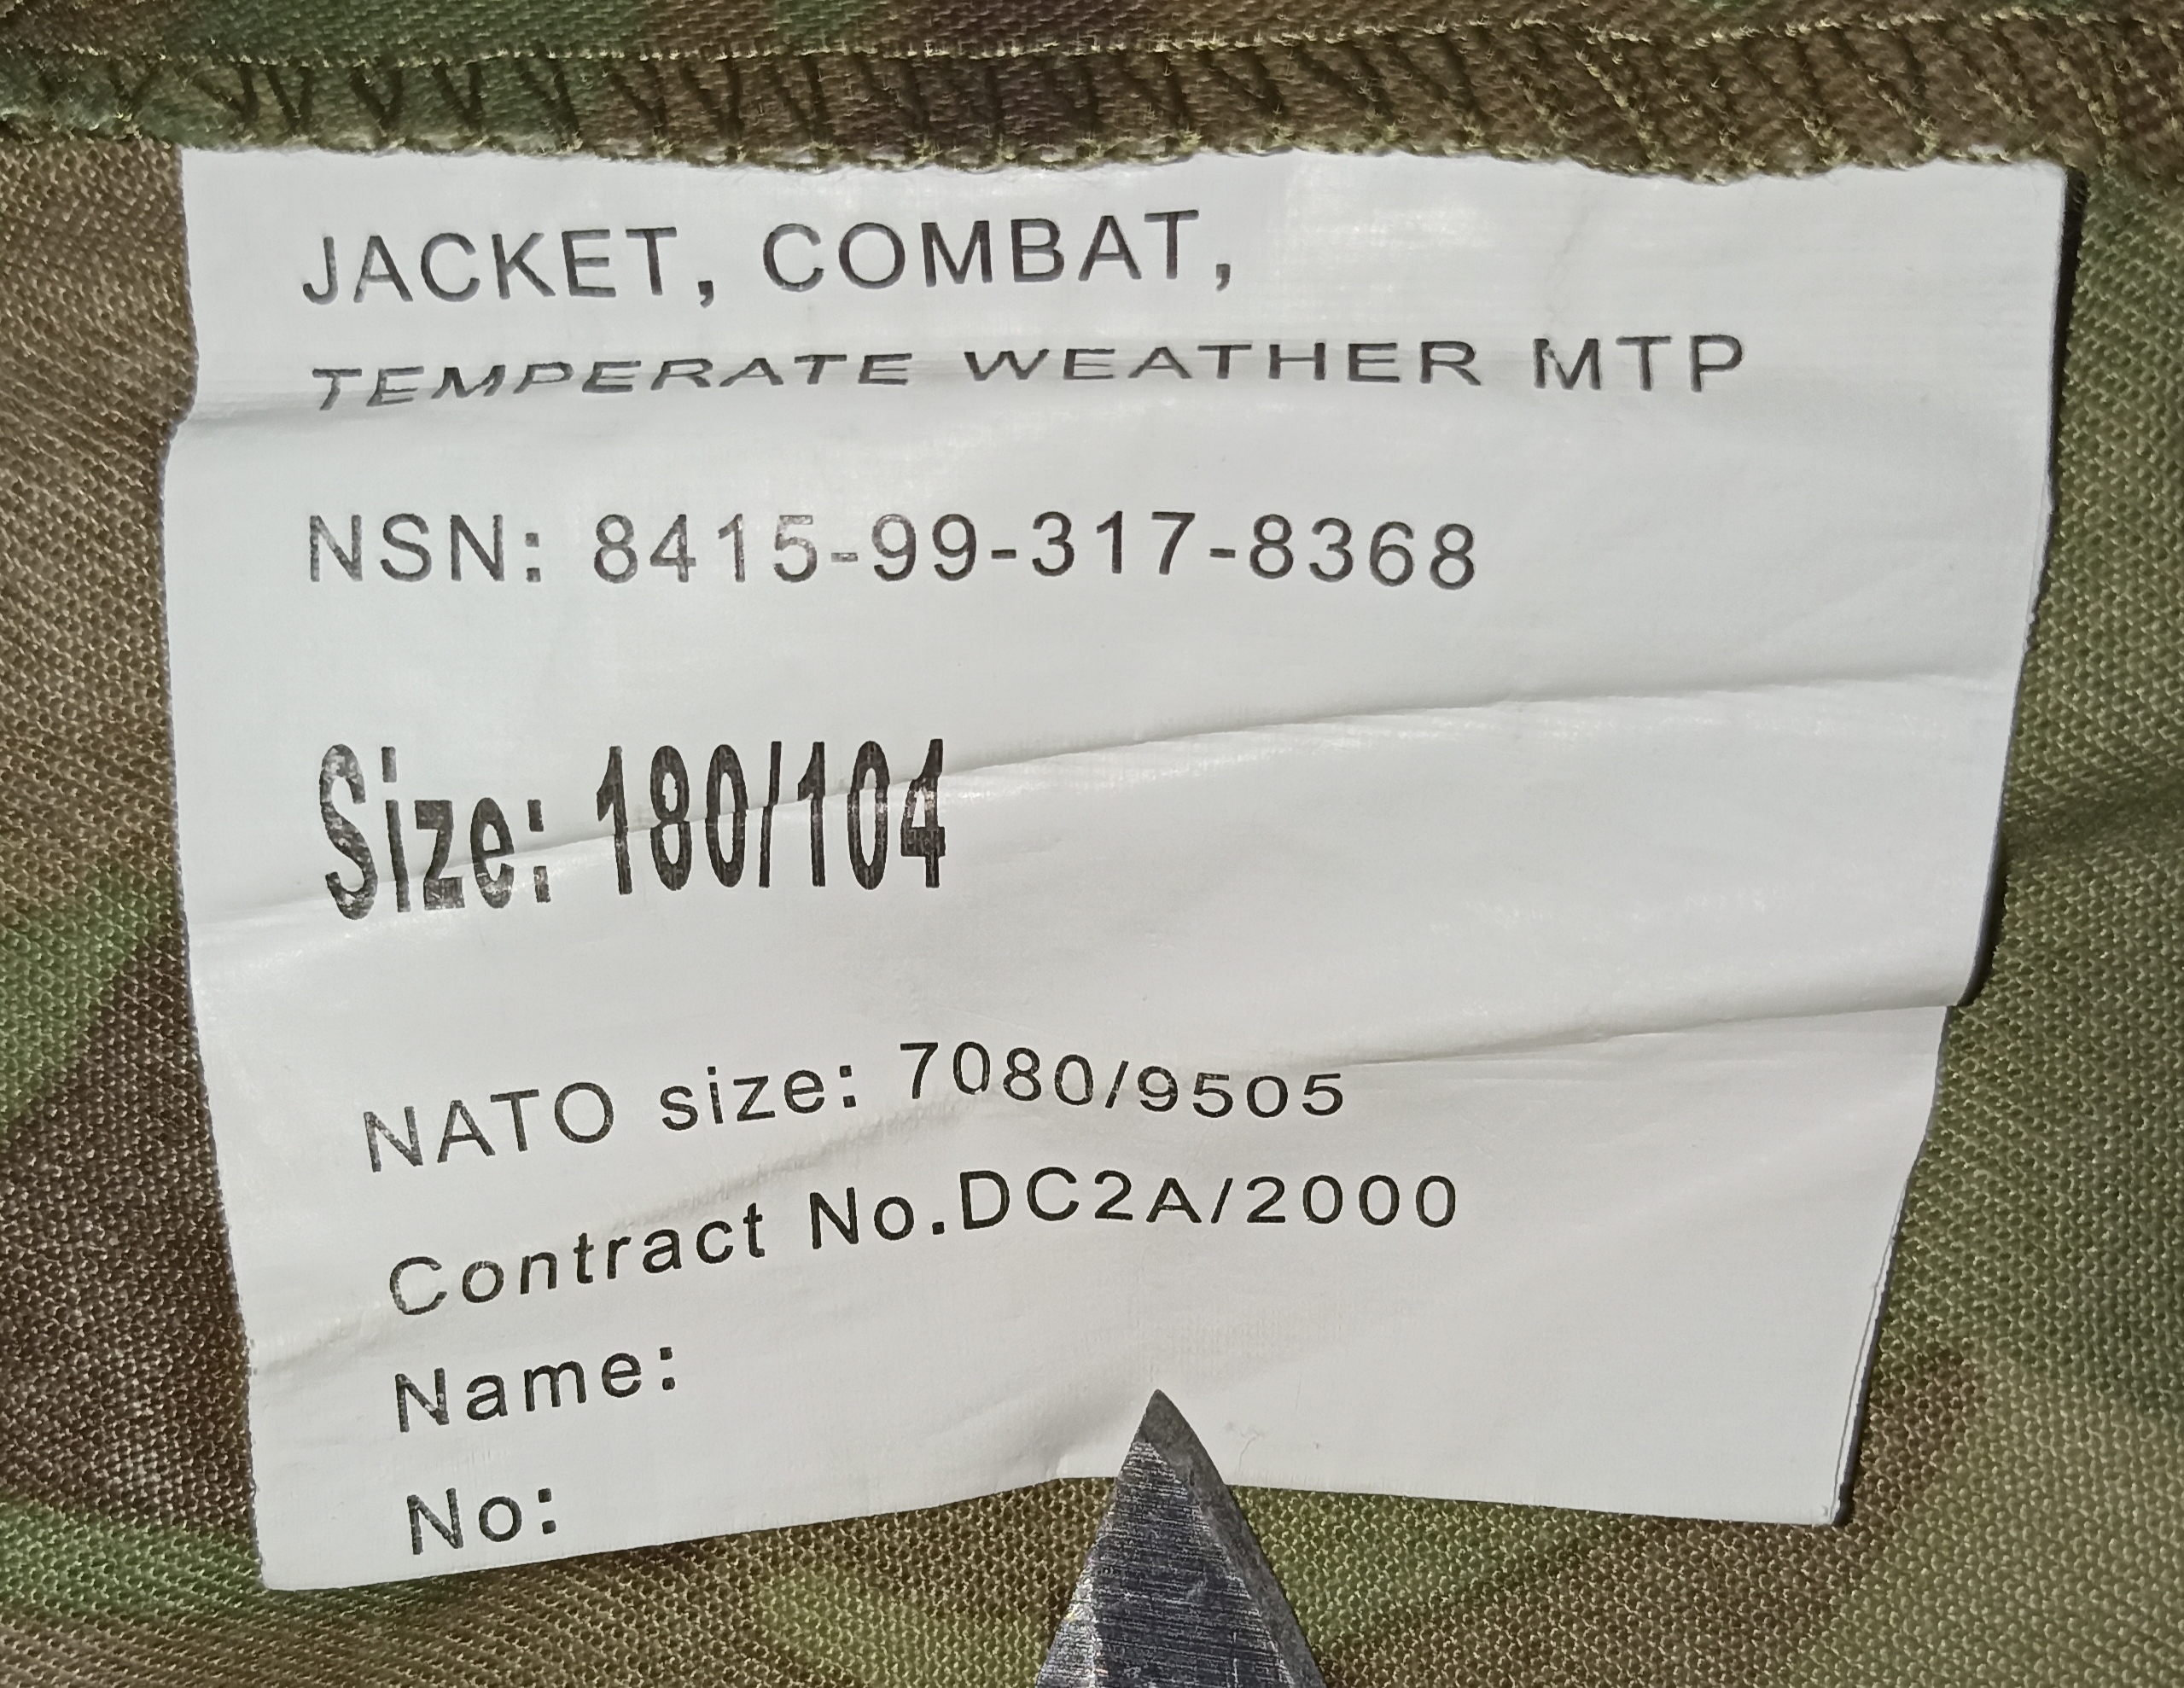 JACKET, COMBAT,
TEMPERATE WEATHER MTP
NSN: 8415-99-317-8368
Size: 180/104
NATO size: 7080/9505
Contract No.DC2A/2000
Name:
No: